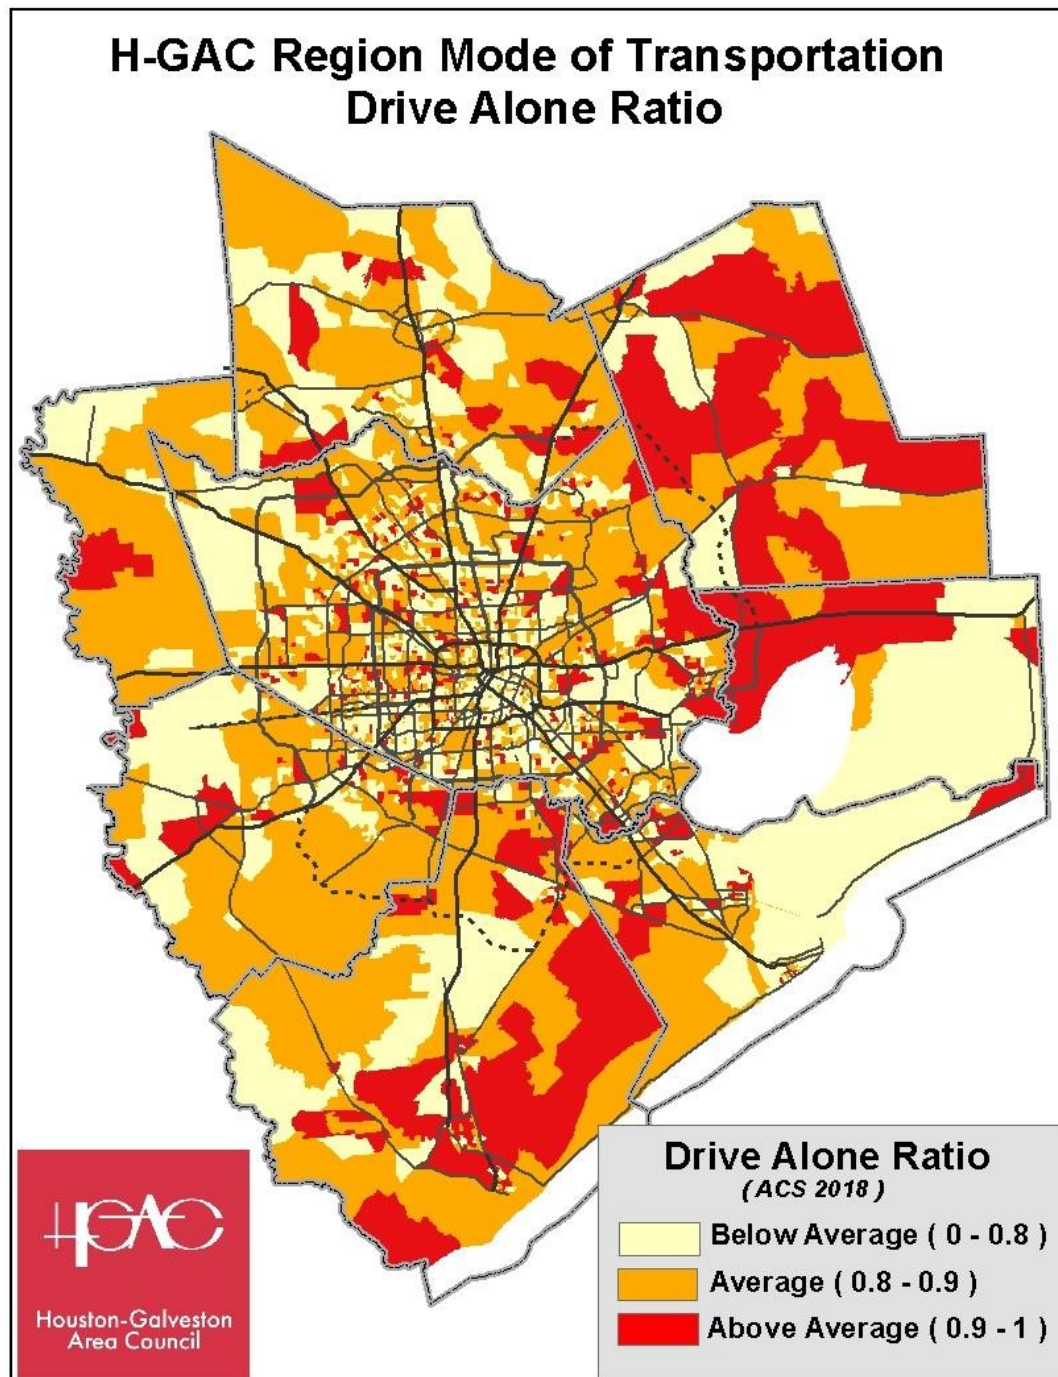 H-GAC Region Mode of Transportation
Drive Alone Ratio
Drive Alone Ratio
( ACS 2018 )
Below Average ( 0 - 0.8 )
Average ( 0.8 - 0.9 )
Above Average ( 0.9 - 1 )
HGAC
Houston-Galveston
Area Council